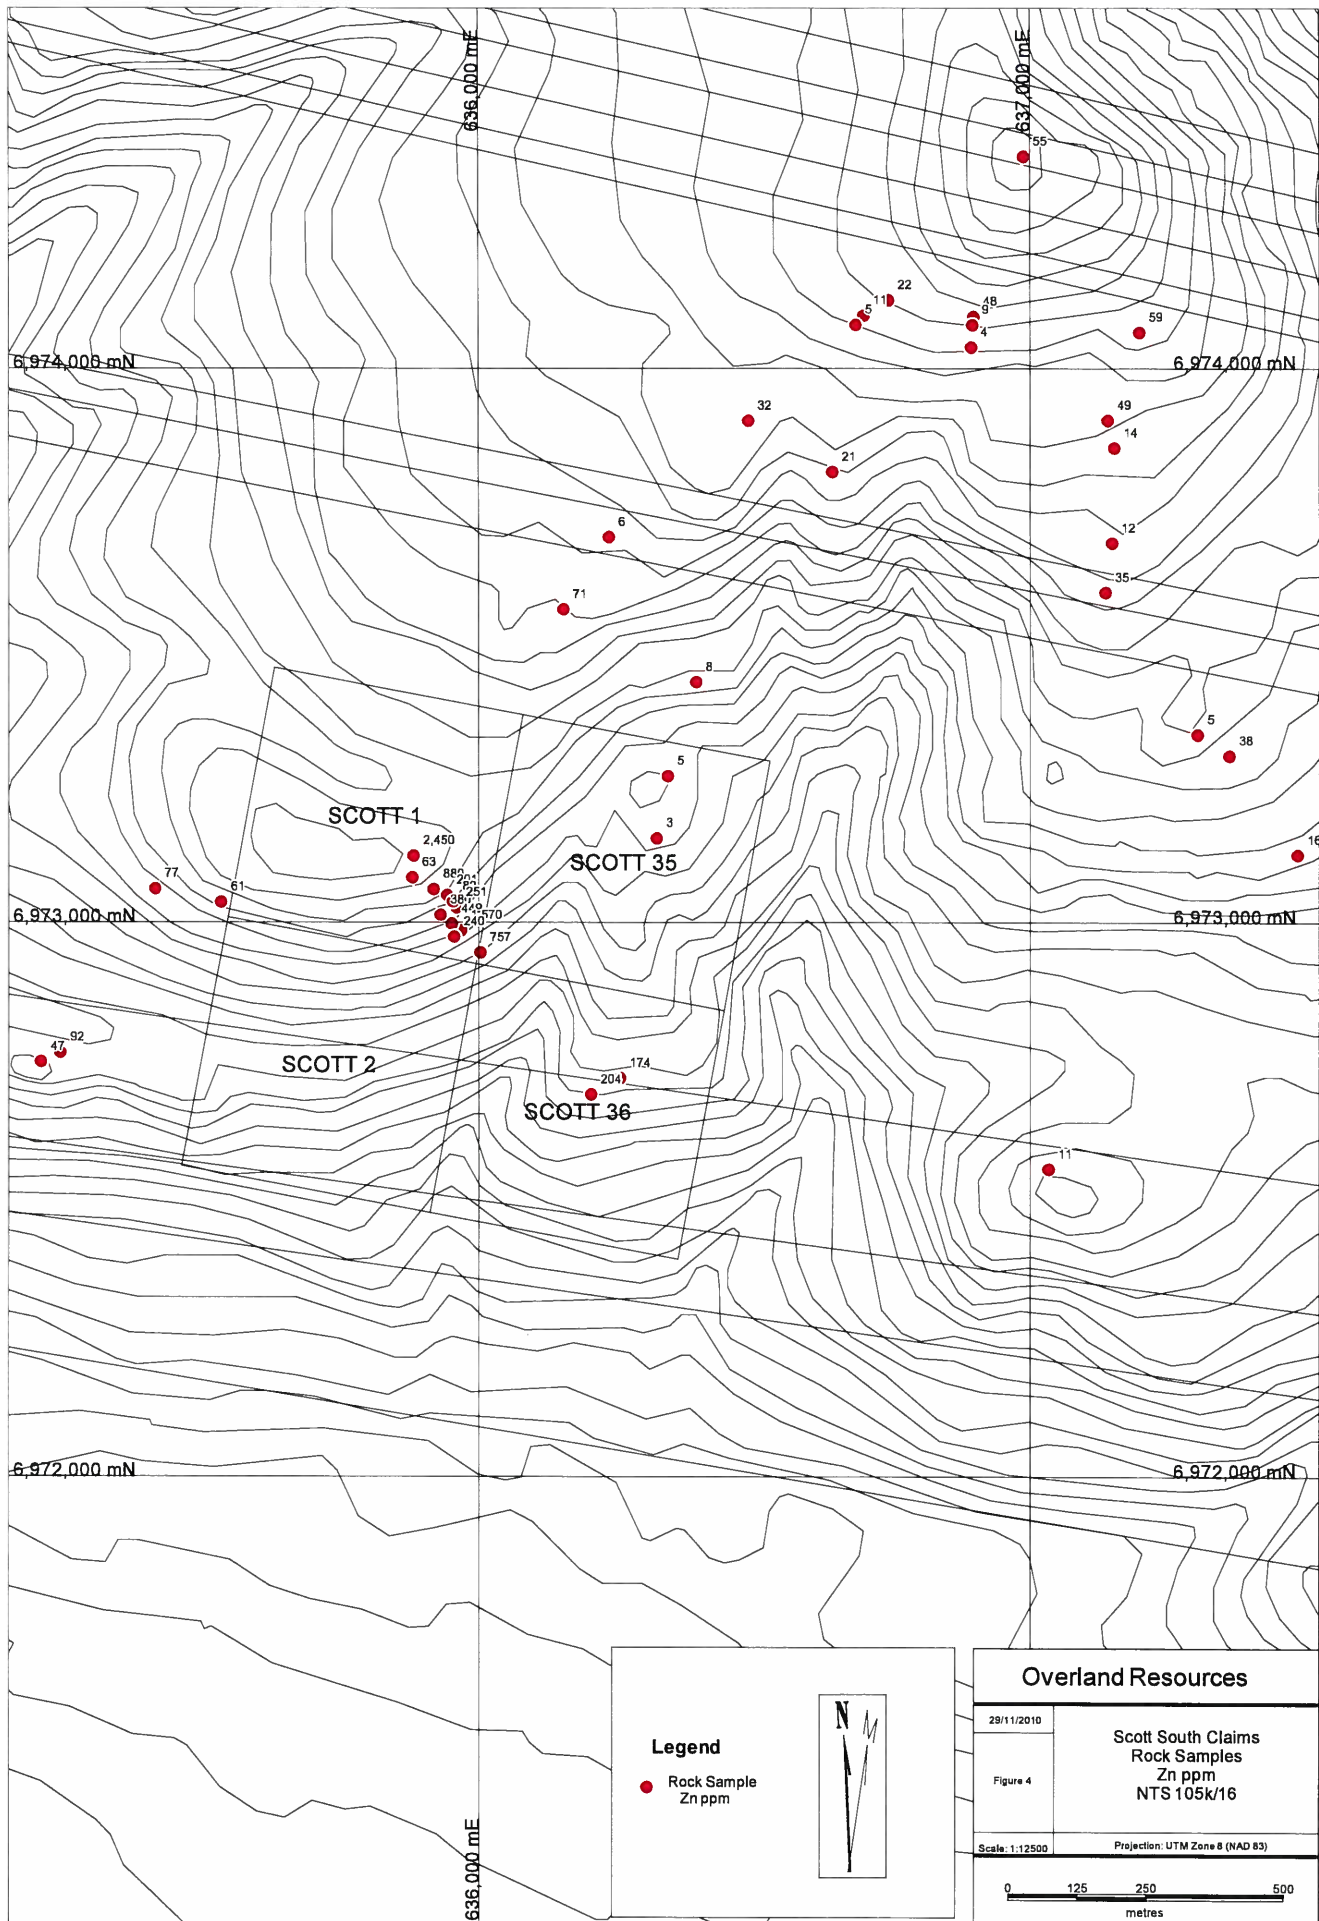 636,000 mE
637,000 mE
55
22
11
5
48
9
59
4
6,974,000 mN
6,974,000 mN
32
49
14
21
6
12
35
71
8
5
38
5
SCOTT 1
3
2,450
SCOTT 35
16
63
77
61
251
6,973,000 mN
6,973,000 mN
570
240
757
92
47
SCOTT 2
174
204
SCOTT 36
11
6,972,000 mN
6,972,000 mN
636,000 mE
Legend
Rock Sample
Zn ppm
N M
Overland Resources
29/11/2010
Scott South Claims
Rock Samples
Zn ppm
NTS 105k/16
Figure 4
Scale: 1:12500
Projection: UTM Zone 8 (NAD 83)
0 125 250 500
metres